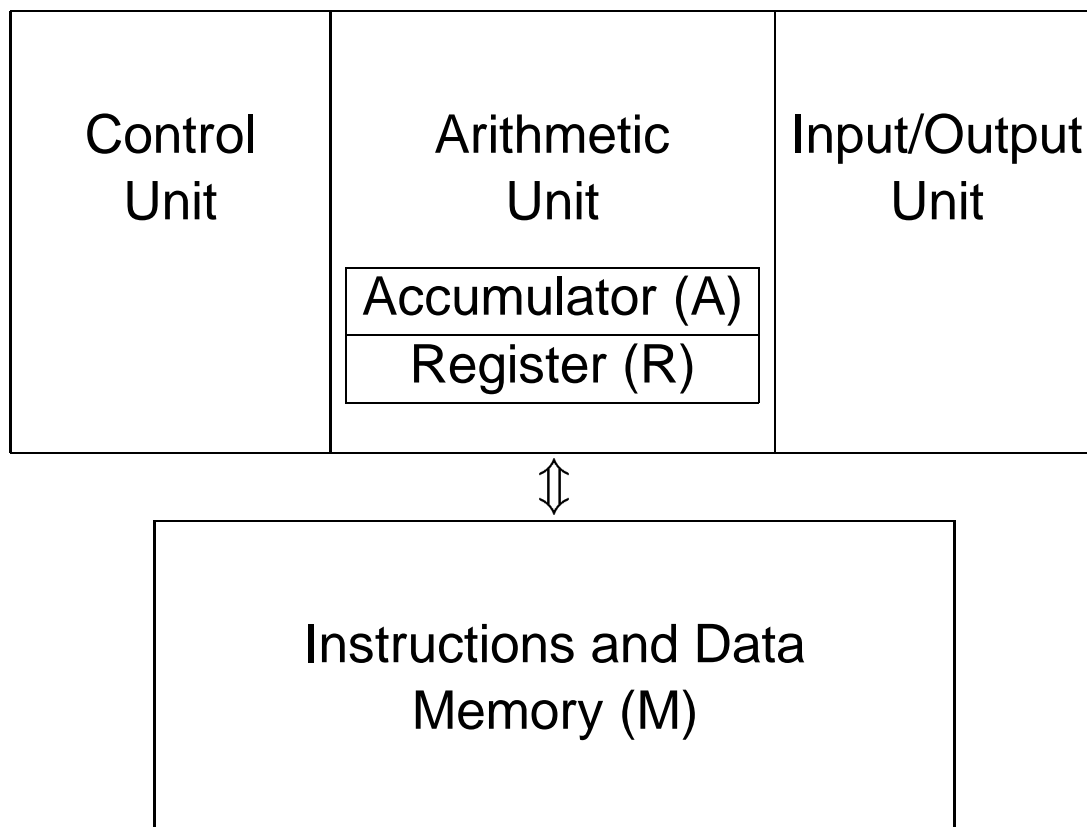 Control
Unit
Arithmetic
Unit
Accumulator (A)
Register (R)
Input/Output
Unit
Instructions and Data
Memory (M)